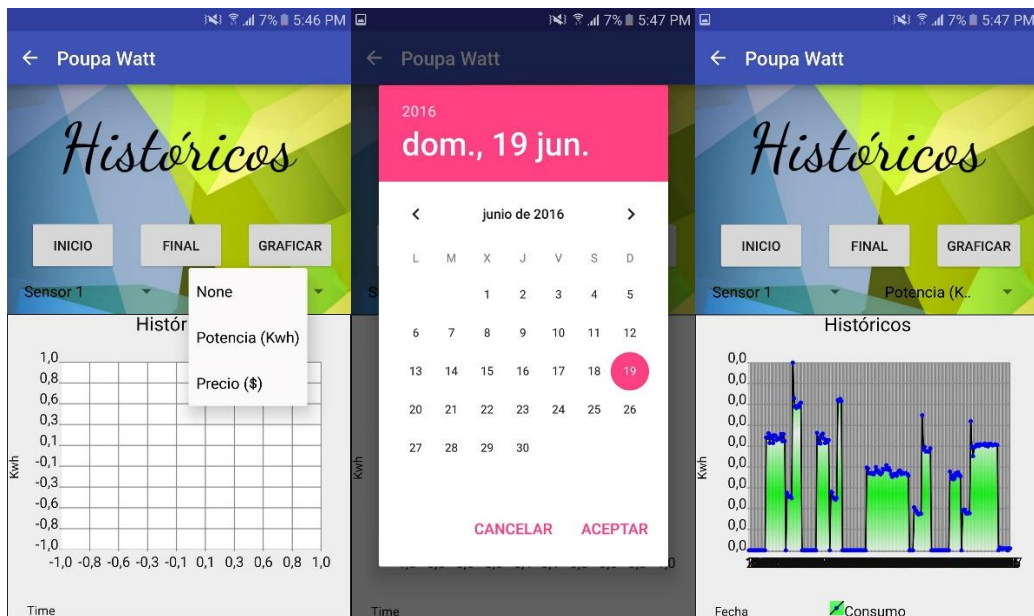 7% 5:46 PM
Poupa Watt
Históricos
INICIO FINAL GRAFICAR
Sensor 1
None
Potencia (Kwh)
Precio ($)
Histór
1,0
0,8
0,6
0,3
0,1
-0,1
-0,3
-0,6
-0,8
-1,0
Kwh
-1,0 -0,8 -0,6 -0,3 -0,1 0,1 0,3 0,6 0,8 1,0
Time
7% 5:47 PM
Poupa Watt
2016
dom., 19 jun.
junio de 2016
L M X J V S D
1 2 3 4 5
6 7 8 9 10 11 12
13 14 15 16 17 18 19
20 21 22 23 24 25 26
27 28 29 30
CANCELAR ACEPTAR
Kwh
Time
7% 5:47 PM
Poupa Watt
Históricos
INICIO FINAL GRAFICAR
Sensor 1 Potencia (K..
Históricos
0,0
0,0
0,0
0,0
0,0
0,0
0,0
0,0
0,0
0,0
Kwh
Fecha
Consumo